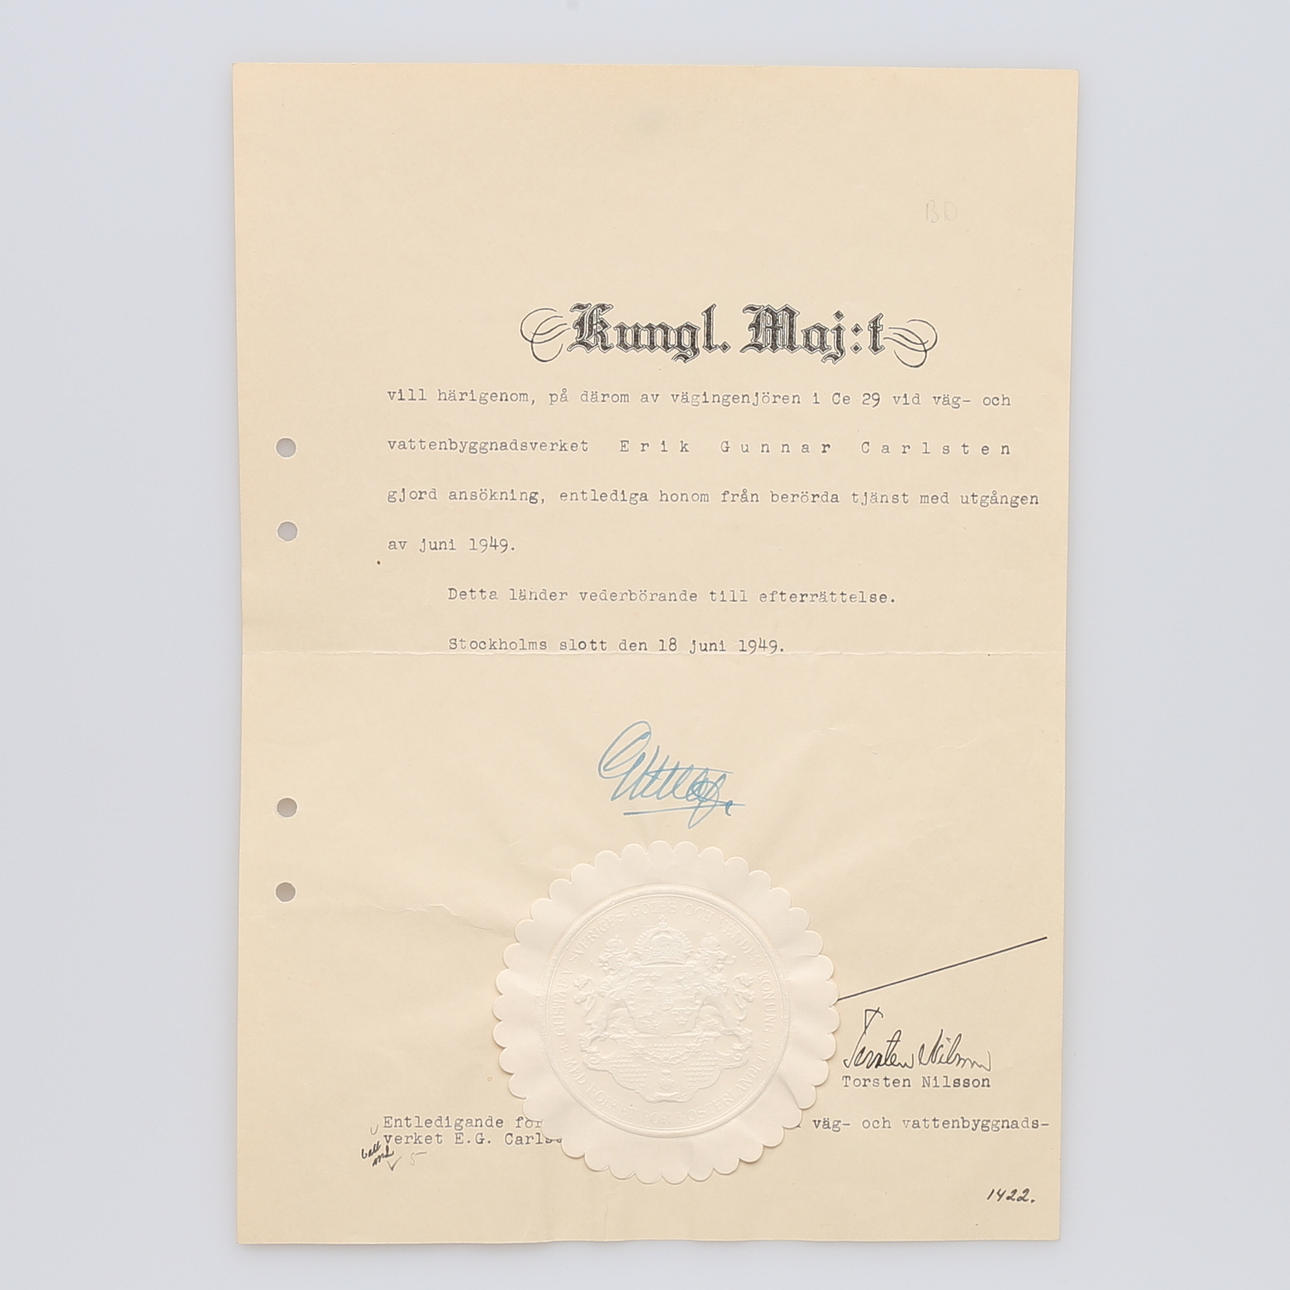 BD
Kungl. Maj:t
vill härigenom, på därom av vägingenjören i Ce 29 vid väg- och
vattenbyggnadsverket Erik Gunnar Carlsten
gjord ansökning, entlediga honom från berörda tjänst med utgången
av juni 1949.
Detta länder vederbörande till efterrättelse.
Stockholms slott den 18 juni 1949.
Gustaf
Torsten Nilsson
Torsten Nilsson
Entledigande för väg- och vattenbyggnads-
verket E.G. Carls
5
1422.